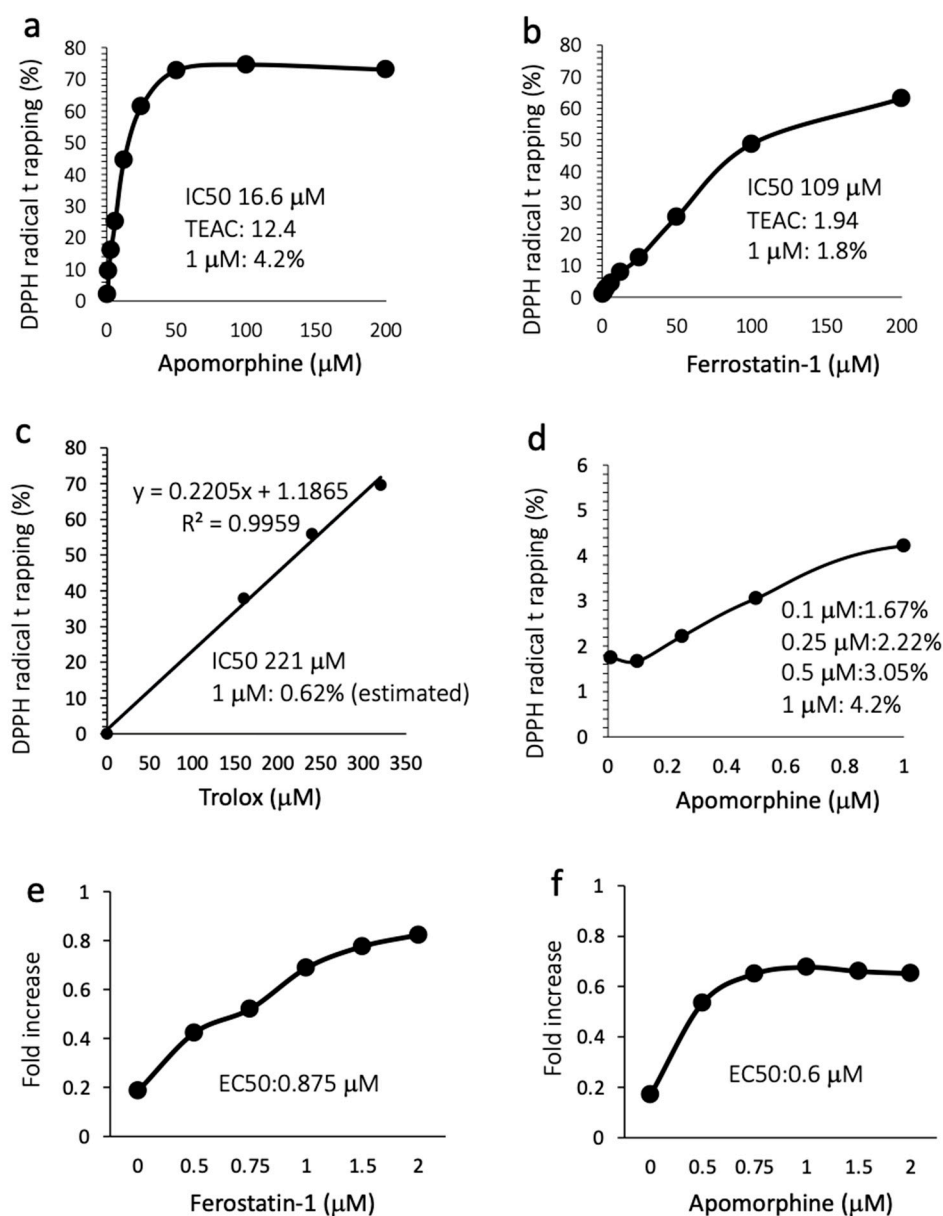 a
DPPH radical t rapping (%)
80
70
60
50
40
30
20
10
0
IC50 16.6 μM
TEAC: 12.4
1 μM: 4.2%
0 50 100 150 200
Apomorphine (μM)
b
DPPH radical t rapping (%)
80
70
60
50
40
30
20
10
0
IC50 109 μM
TEAC: 1.94
1 μM: 1.8%
0 50 100 150 200
Ferrostatin-1 (μM)
c
DPPH radical t rapping (%)
80
70
60
50
40
30
20
10
0
y = 0.2205x + 1.1865
R² = 0.9959
IC50 221 μM
1 μM: 0.62% (estimated)
0 50 100 150 200 250 300 350
Trolox (μM)
d
DPPH radical t rapping (%)
6
5
4
3
2
1
0
0.1 μM:1.67%
0.25 μM:2.22%
0.5 μM:3.05%
1 μM: 4.2%
0 0.2 0.4 0.6 0.8 1
Apomorphine (μM)
e
Fold increase
1
0.8
0.6
0.4
0.2
0
EC50:0.875 μM
0 0.5 0.75 1 1.5 2
Ferostatin-1 (μM)
f
Fold increase
1
0.8
0.6
0.4
0.2
0
EC50:0.6 μM
0 0.5 0.75 1 1.5 2
Apomorphine (μM)